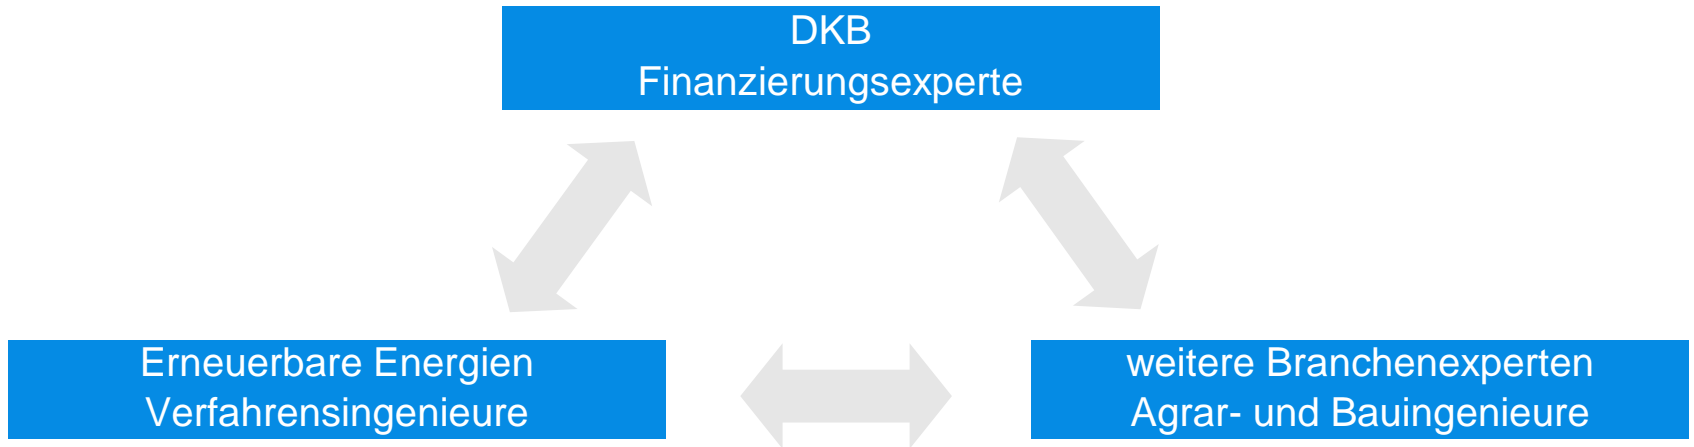 DKB
Finanzierungsexperte
Erneuerbare Energien
Verfahrensingenieure
weitere Branchenexperten
Agrar- und Bauingenieure